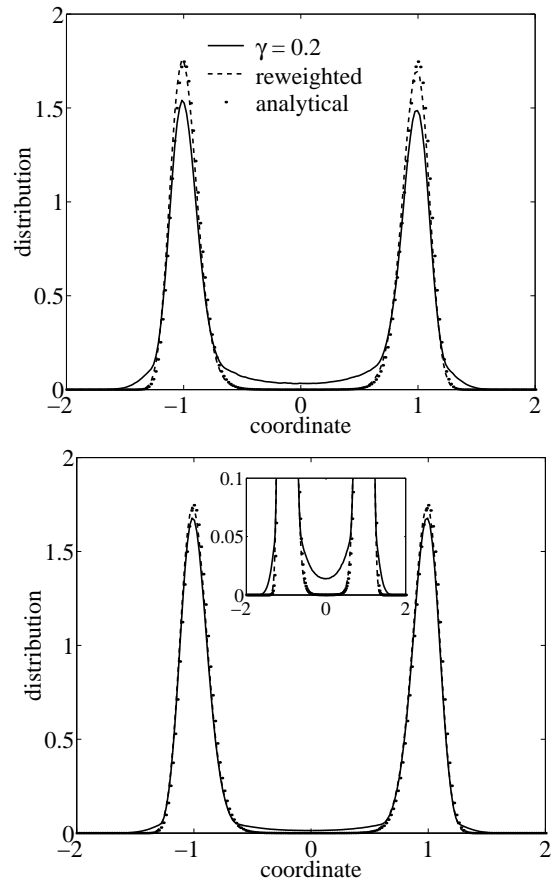 2
1.5
1
0.5
0
distribution
γ = 0.2
reweighted
analytical
−2 −1 0 1 2
coordinate
2
1.5
1
0.5
0
distribution
0.1
0.05
0
−2 0 2
−2 −1 0 1 2
coordinate